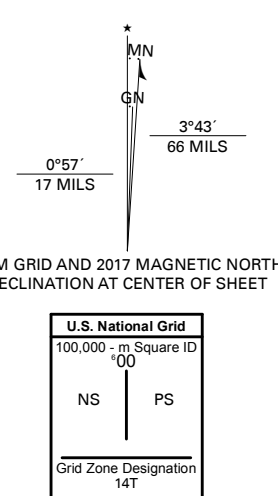 MN
GN
3°43´
66 MILS
0°57´
17 MILS
M GRID AND 2017 MAGNETIC NORTH
ECLINATION AT CENTER OF SHEET
U.S. National Grid
100,000 - m Square ID
⁶00
NS PS
Grid Zone Designation
14T